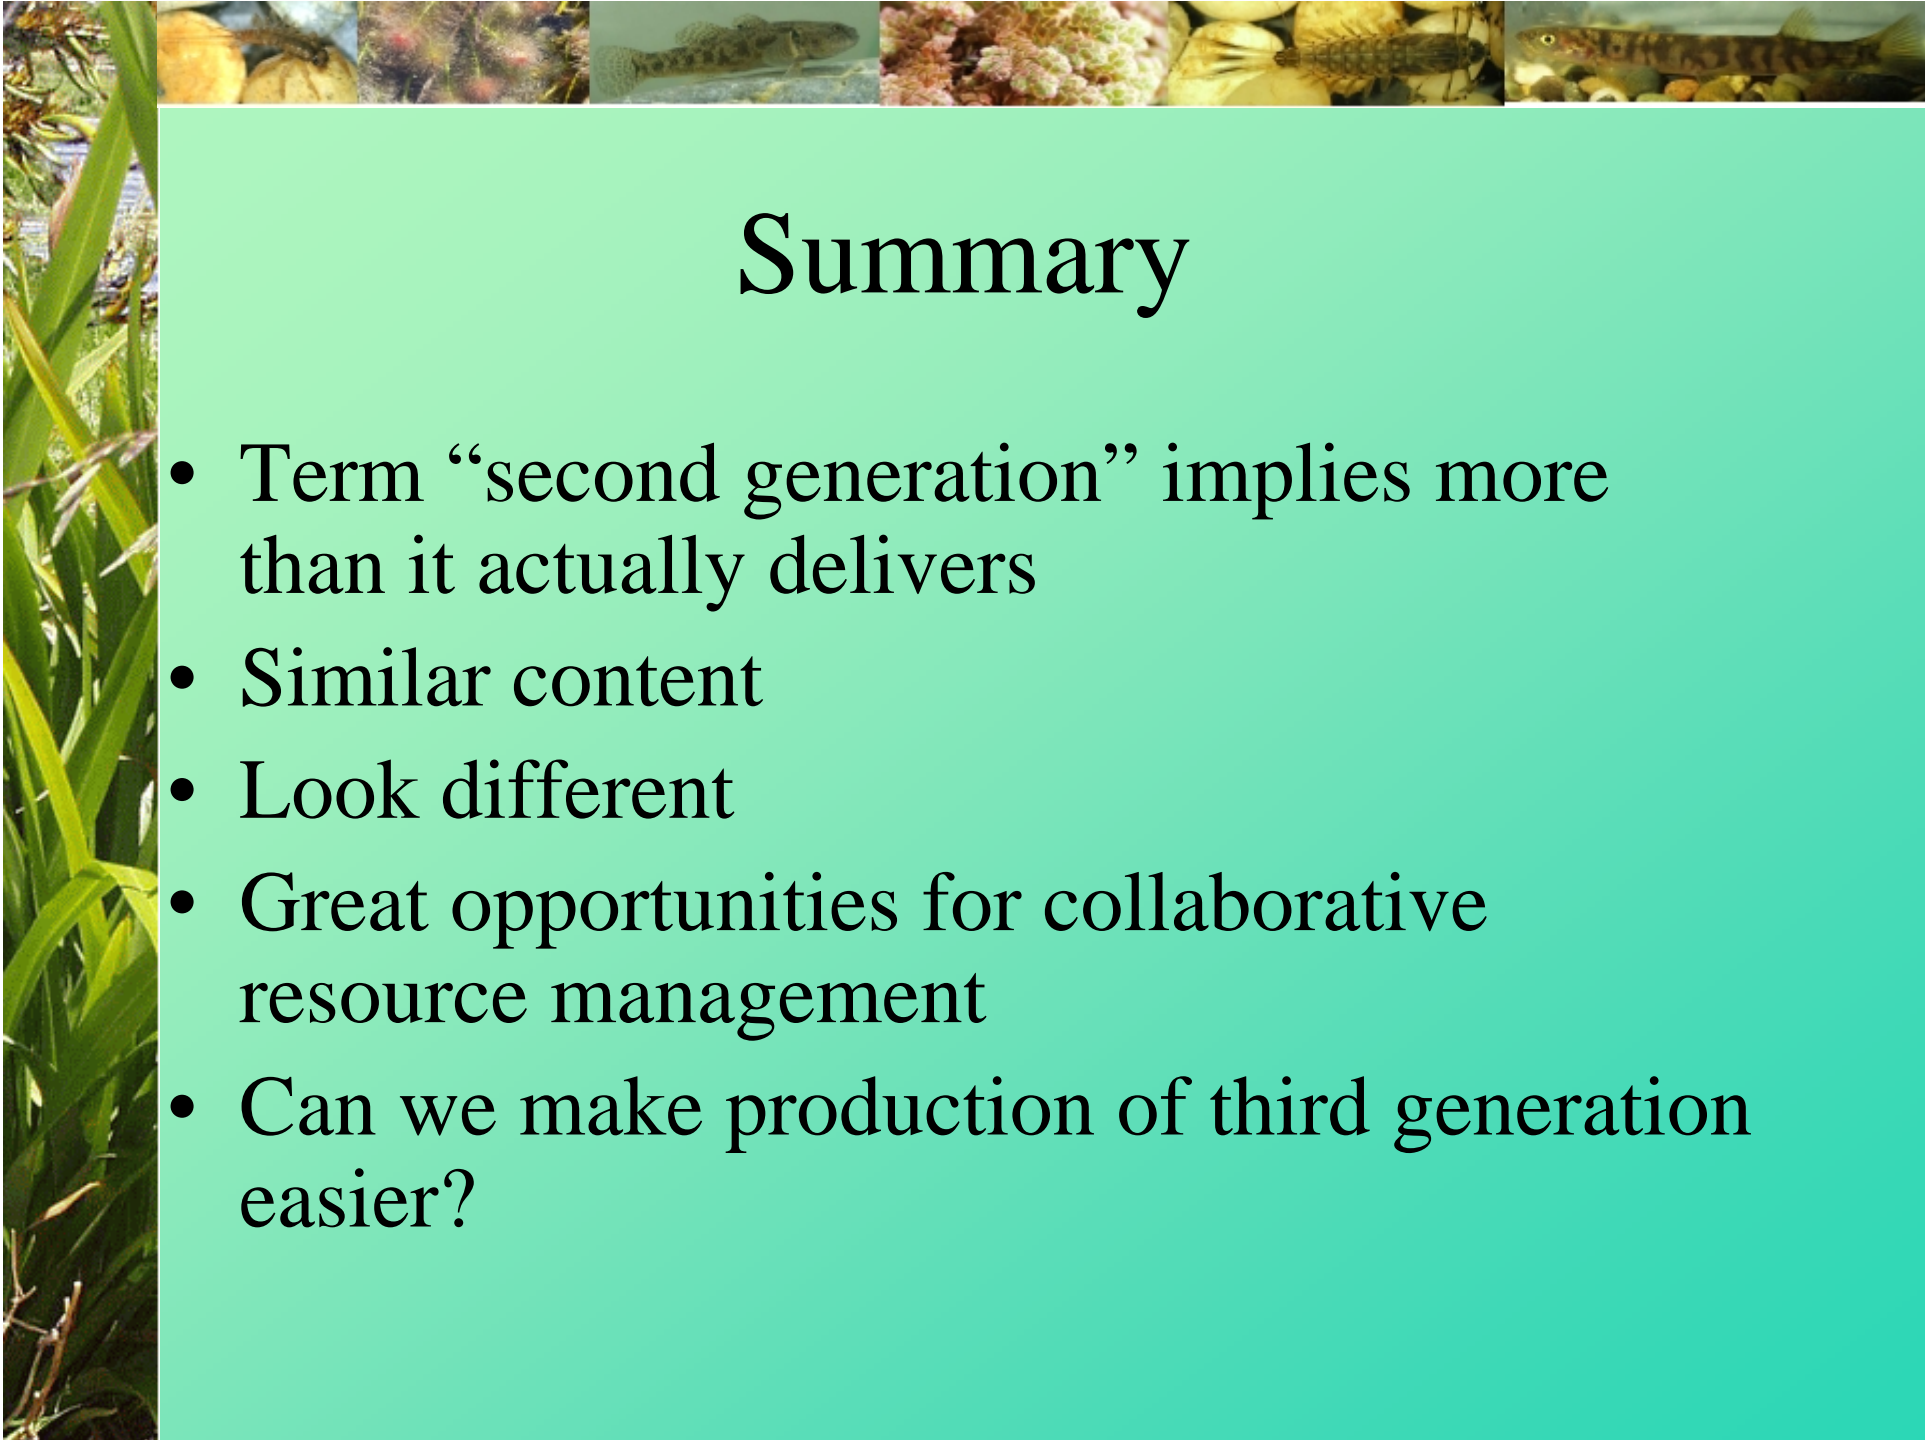 Summary
• Term “second generation” implies more
than it actually delivers
• Similar content
• Look different
• Great opportunities for collaborative
resource management
• Can we make production of third generation
easier?